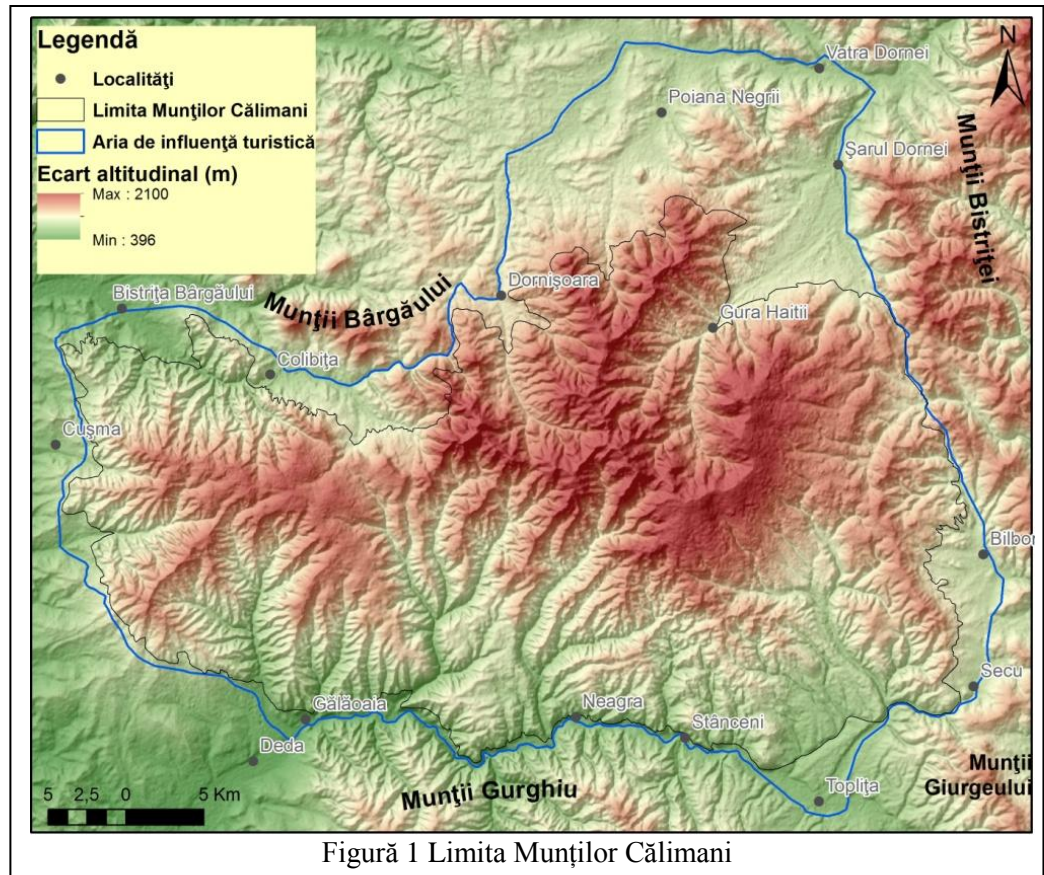 Legendă
Localităţi
Limita Munţilor Călimani
Aria de influenţă turistică
Ecart altitudinal (m)
Max : 2100
Min : 396
N
Vatra Dornei
Poiana Negrii
Şarul Dornei
Munţii Bistriţei
Dornişoara
Bistriţa Bârgăului
Munţii Bârgăului
Gura Haitii
Colibiţa
Cuşma
Bilbor
Secu
Gălăoaia
Neagra
Stânceni
Deda
Topliţa
Munţii
Giurgeului
Munţii Gurghiu
5 2,5 0 5 Km
Figură 1 Limita Munților Călimani